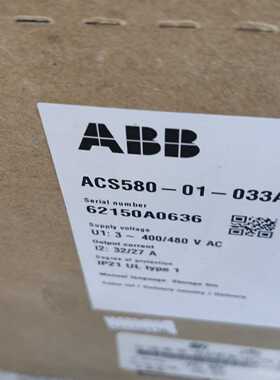 ABB
ACS580-01-033A
Serial number
62150A0636
Supply voltage
U1: 3 ~ 400/480 V AC
Output current
I2: 32/27 A
Degree of protection
IP21 UL type 1